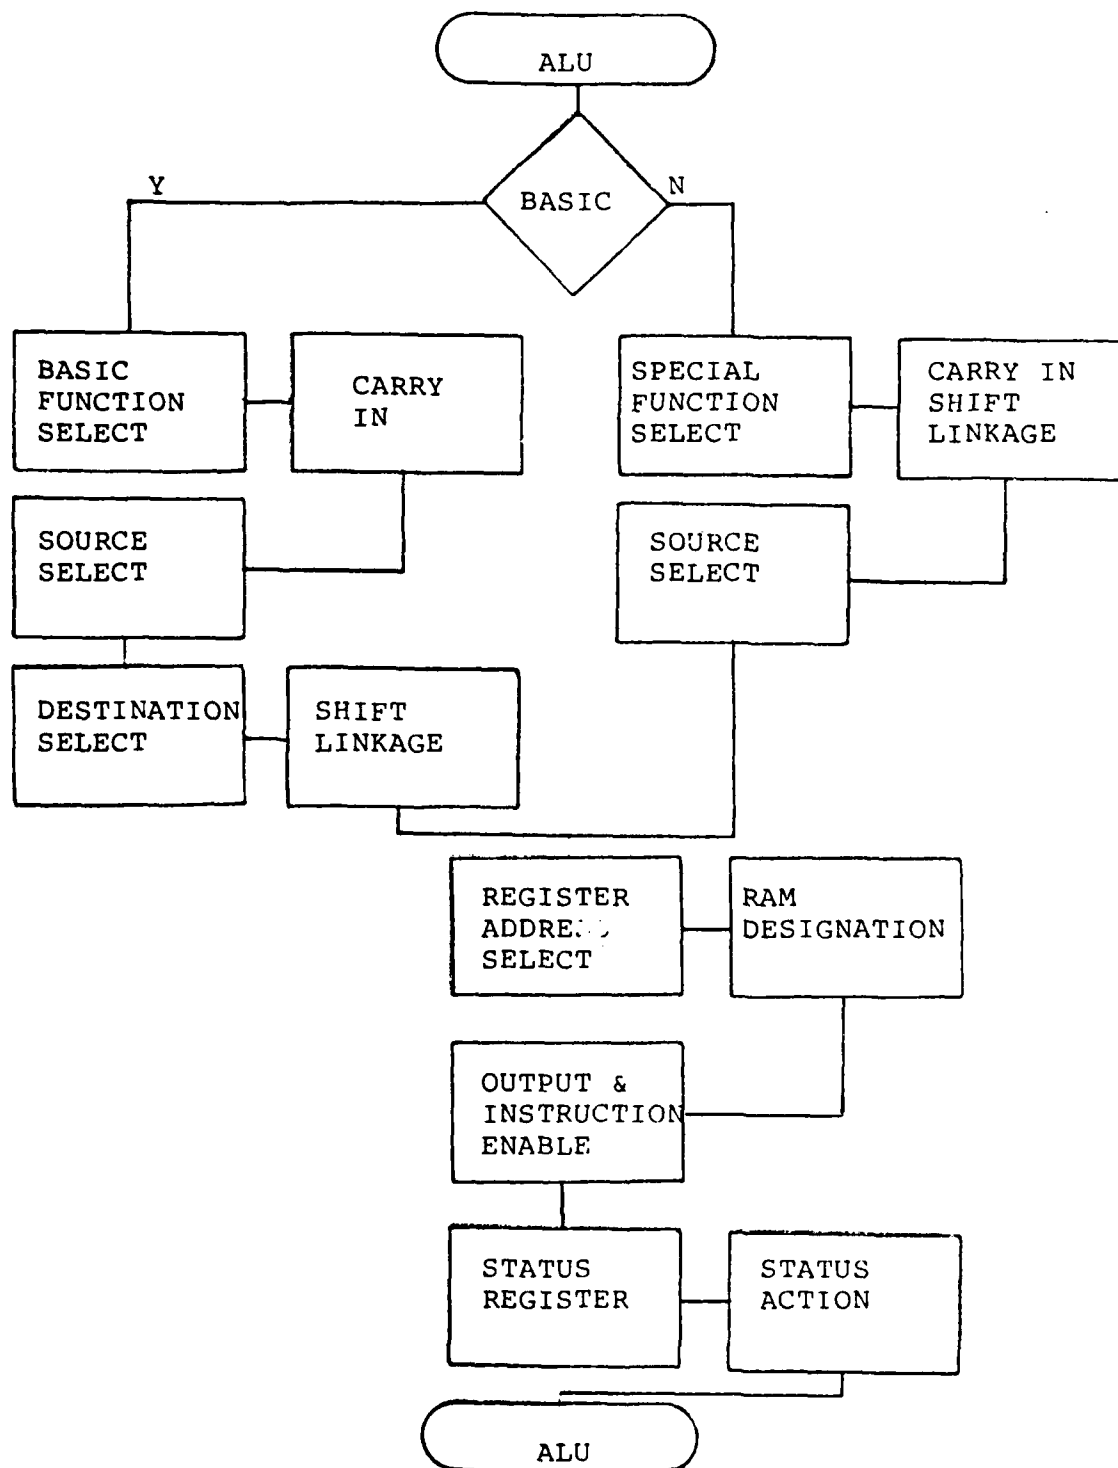 ALU
BASIC
Y
N
BASIC
FUNCTION
SELECT
CARRY
IN
SPECIAL
FUNCTION
SELECT
CARRY IN
SHIFT
LINKAGE
SOURCE
SELECT
SOURCE
SELECT
DESTINATION
SELECT
SHIFT
LINKAGE
REGISTER
SELECT
RAM
DESIGNATION
OUTPUT &
INSTRUCTION
ENABLE
STATUS
REGISTER
STATUS
ACTION
ALU